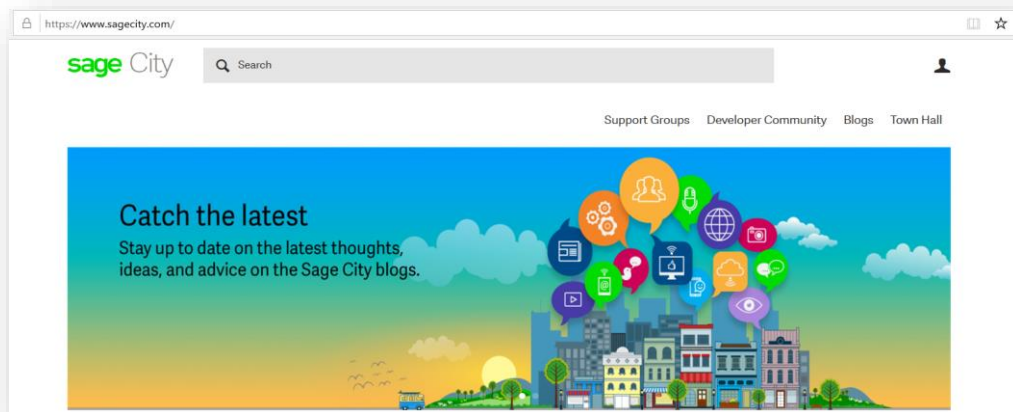 https://www.sagecity.com/
sage City
Search
Support Groups Developer Community Blogs Town Hall
Catch the latest
Stay up to date on the latest thoughts,
ideas, and advice on the Sage City blogs.